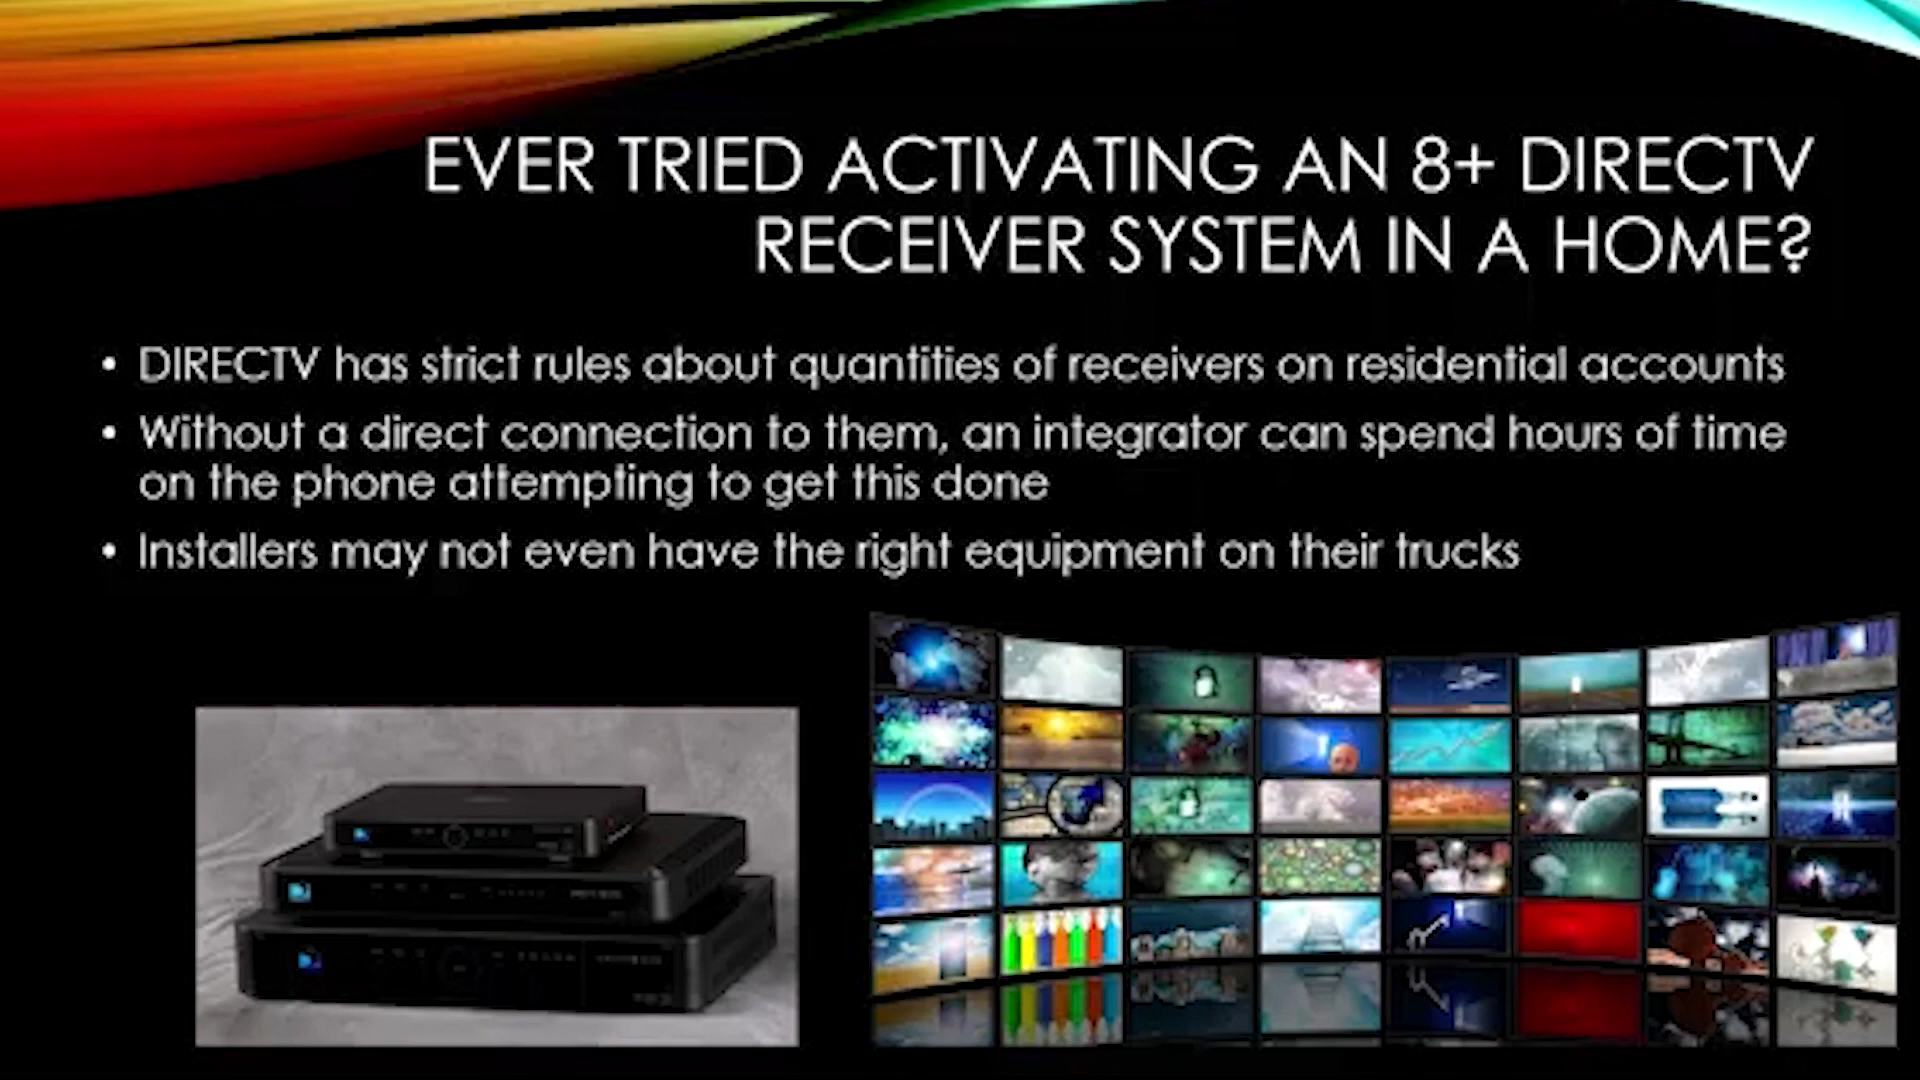 EVER TRIED ACTIVATING AN 8+ DIRECTV
RECEIVER SYSTEM IN A HOME?
• DIRECTV has strict rules about quantities of receivers on residential accounts
• Without a direct connection to them, an integrator can spend hours of time
on the phone attempting to get this done
• Installers may not even have the right equipment on their trucks